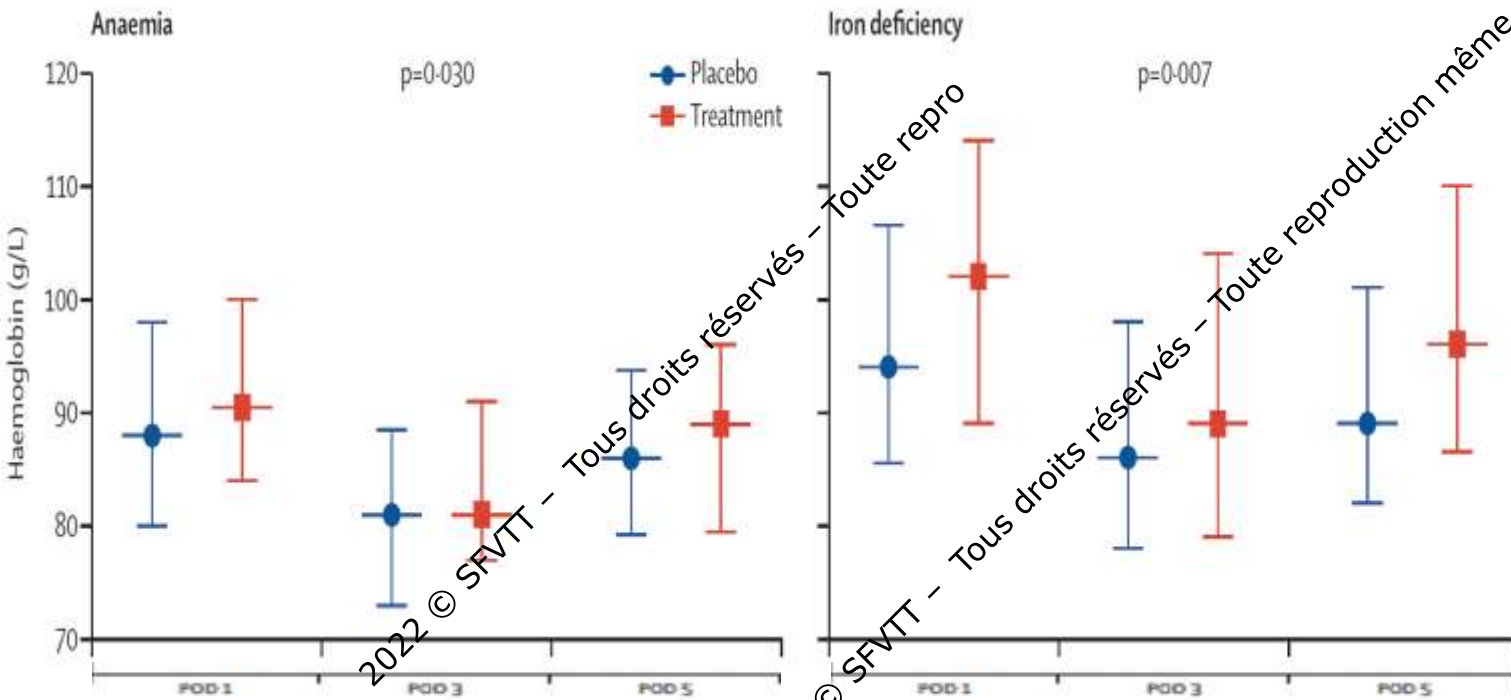 Anaemia
p=0·030
Placebo
Treatment
120
110
100
90
80
70
Haemoglobin (g/L)
POD 1
POD 3
POD 5
Iron deficiency
p=0·007
POD 1
POD 3
POD 5
2022 © SFVTT – Tous droits réservés – Toute repro
© SFVTT – Tous droits réservés – Toute reproduction même